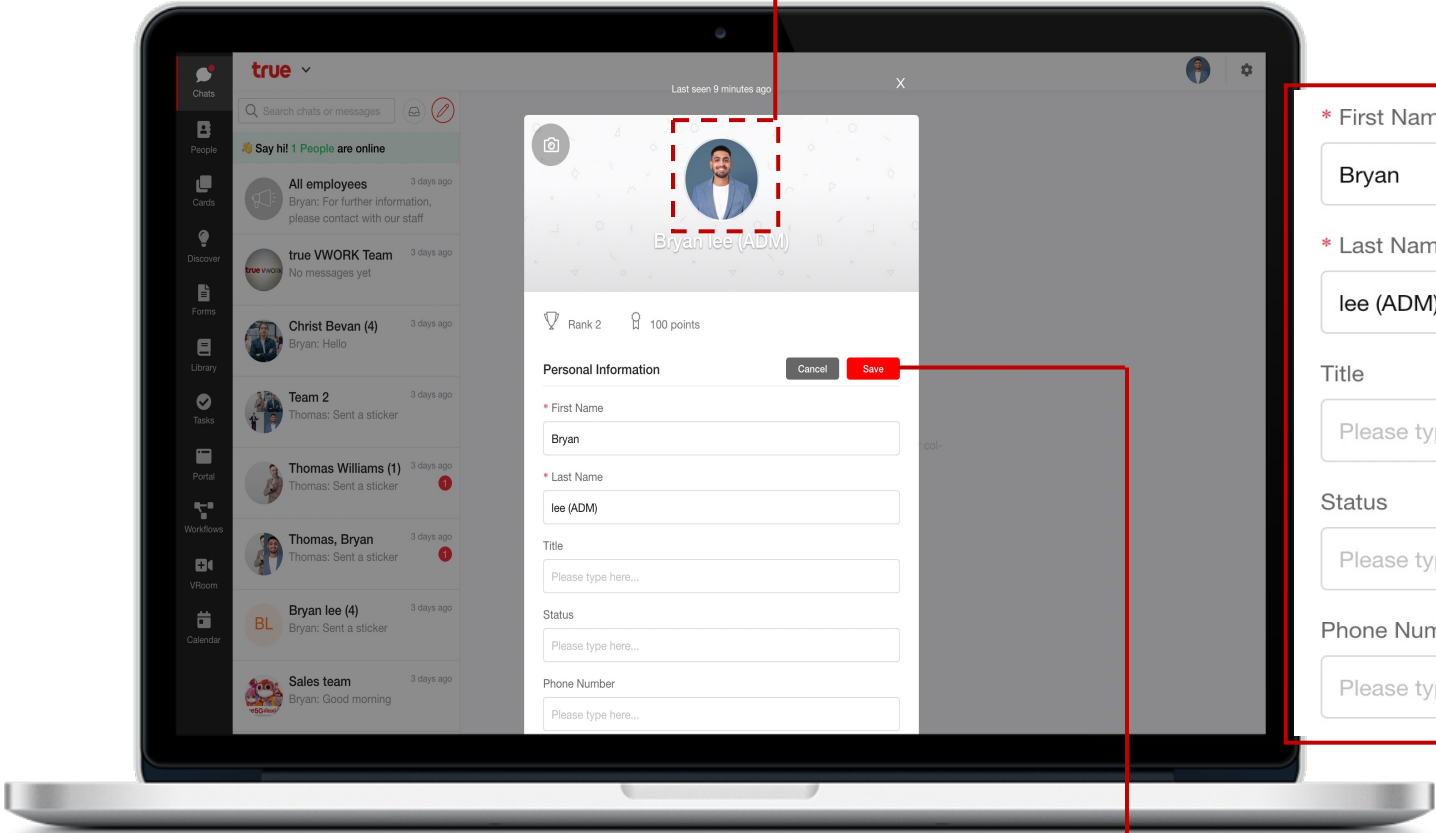 Chats
People
Cards
Discover
Forms
Library
Tasks
Portal
Workflows
VRoom
Calendar
true
Search chats or messages
Say hi! 1 People are online
All employees
3 days ago
Bryan: For further information,
please contact with our staff
true VWORK Team
3 days ago
No messages yet
true vwork
Christ Bevan (4)
3 days ago
Bryan: Hello
Team 2
3 days ago
Thomas: Sent a sticker
Thomas Williams (1)
3 days ago
Thomas: Sent a sticker
1
Thomas, Bryan
3 days ago
Thomas: Sent a sticker
1
BL
Bryan lee (4)
3 days ago
Bryan: Sent a sticker
Sales team
3 days ago
Bryan: Good morning
Last seen 9 minutes ago
X
Bryan lee (ADM)
Rank 2
100 points
Personal Information
Cancel
Save
* First Name
Bryan
* Last Name
lee (ADM)
Title
Please type here...
Status
Please type here...
Phone Number
Please type here...
col-
* First Nam
Bryan
* Last Nam
lee (ADM)
Title
Please ty
Status
Please ty
Phone Num
Please ty